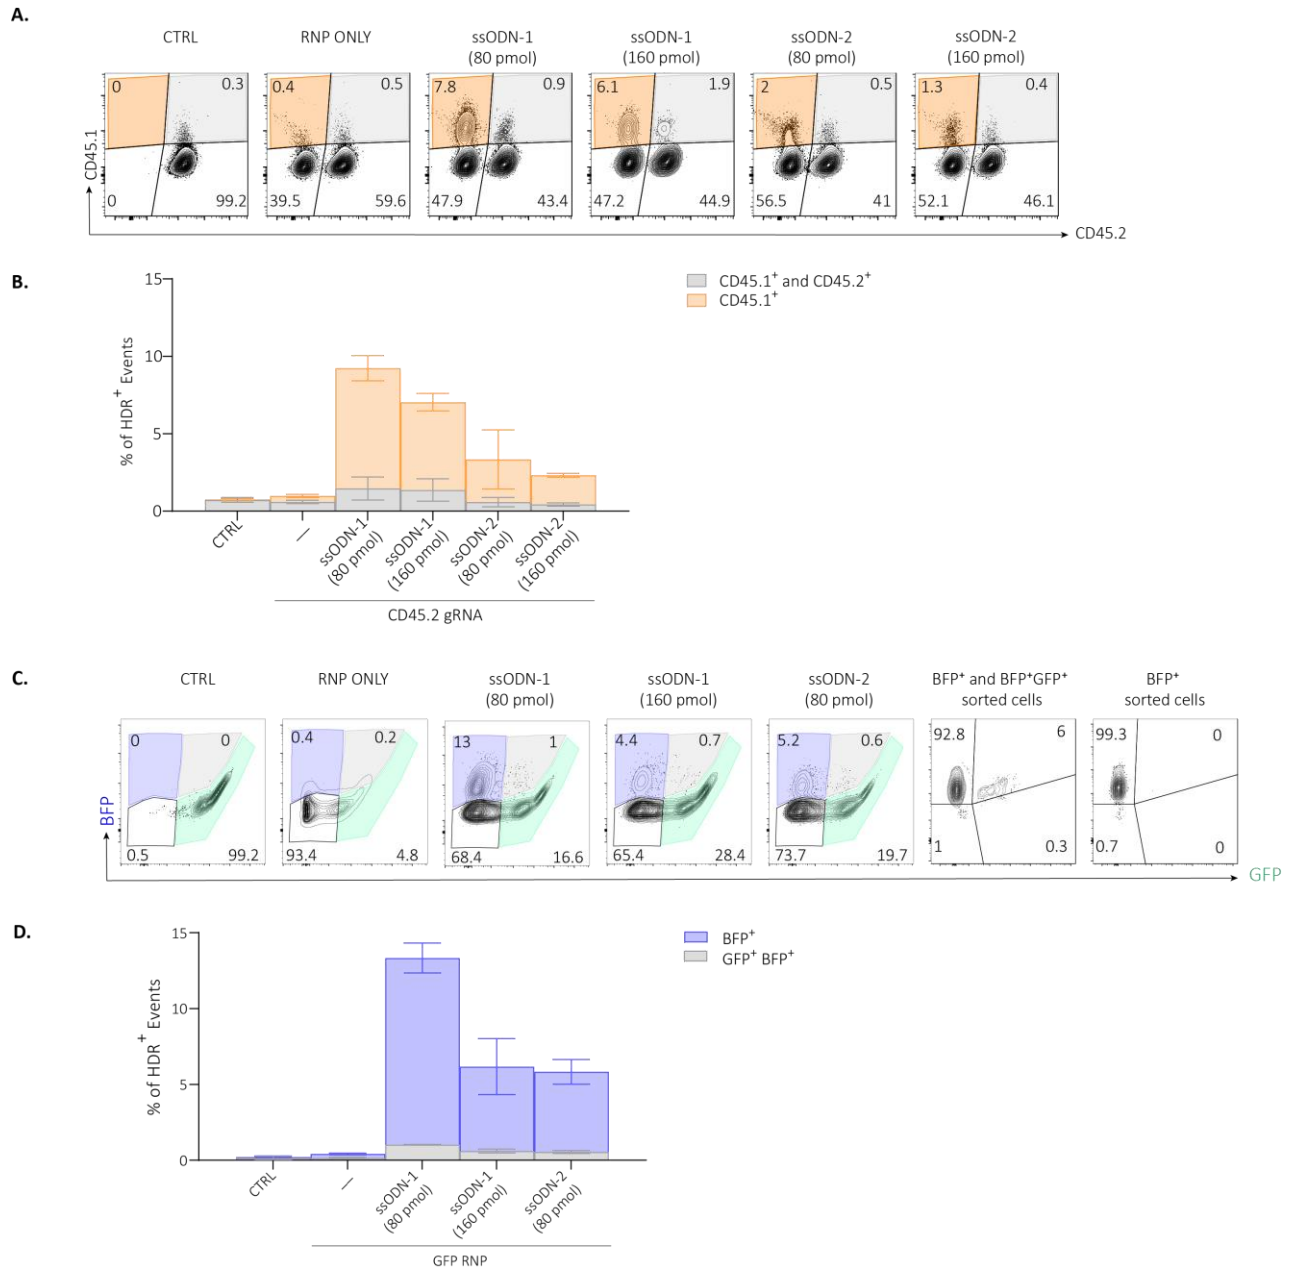 A.
CTRL
RNP ONLY
ssODN-1
(80 pmol)
ssODN-1
(160 pmol)
ssODN-2
(80 pmol)
ssODN-2
(160 pmol)
CD45.1
0 0.3
0 99.2
0.4 0.5
39.5 59.6
7.8 0.9
47.9 43.4
6.1 1.9
47.2 44.9
2 0.5
56.5 41
1.3 0.4
52.1 46.1
CD45.2
B.
% of HDR+ Events
15
10
5
0
CD45.1+ and CD45.2+
CD45.1+
CTRL
—
ssODN-1
(80 pmol)
ssODN-1
(160 pmol)
ssODN-2
(80 pmol)
ssODN-2
(160 pmol)
CD45.2 gRNA
C.
CTRL
RNP ONLY
ssODN-1
(80 pmol)
ssODN-1
(160 pmol)
ssODN-2
(80 pmol)
BFP+ and BFP+GFP+
sorted cells
BFP+
sorted cells
BFP
0 0
0.5 99.2
0.4 0.2
93.4 4.8
13 1
68.4 16.6
4.4 0.7
65.4 28.4
5.2 0.6
73.7 19.7
92.8 6
1 0.3
99.3 0
0.7 0
GFP
D.
% of HDR+ Events
15
10
5
0
BFP+
GFP+ BFP+
CTRL
—
ssODN-1
(80 pmol)
ssODN-1
(160 pmol)
ssODN-2
(80 pmol)
GFP RNP